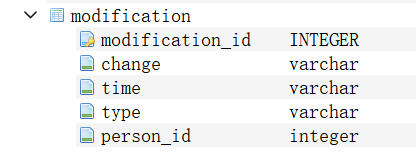 modification
modification_id INTEGER
change varchar
time varchar
type varchar
person_id integer